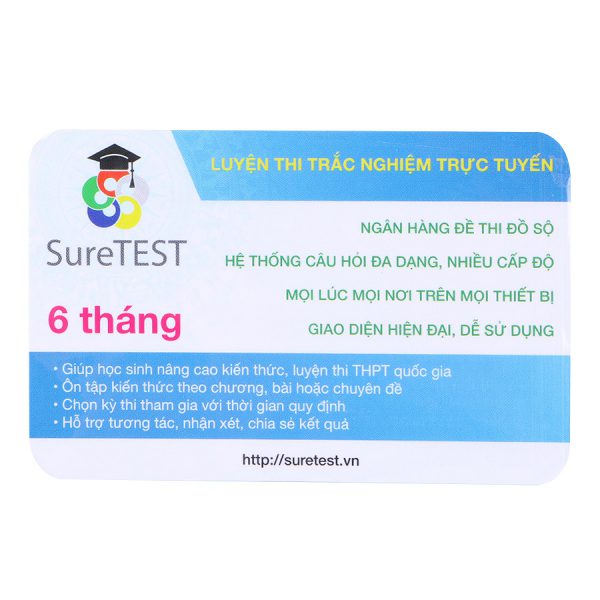 LUYỆN THI TRẮC NGHIỆM TRỰC TUYẾN
SureTEST
6 tháng
NGÂN HÀNG ĐỀ THI ĐỒ SỘ
HỆ THỐNG CÂU HỎI ĐA DẠNG, NHIỀU CẤP ĐỘ
MỌI LÚC MỌI NƠI TRÊN MỌI THIẾT BỊ
GIAO DIỆN HIỆN ĐẠI, DỄ SỬ DỤNG
• Giúp học sinh nâng cao kiến thức, luyện thi THPT quốc gia
• Ôn tập kiến thức theo chương, bài hoặc chuyên đề
• Chọn kỳ thi tham gia với thời gian quy định
• Hỗ trợ tương tác, nhận xét, chia sẻ kết quả
http://suretest.vn